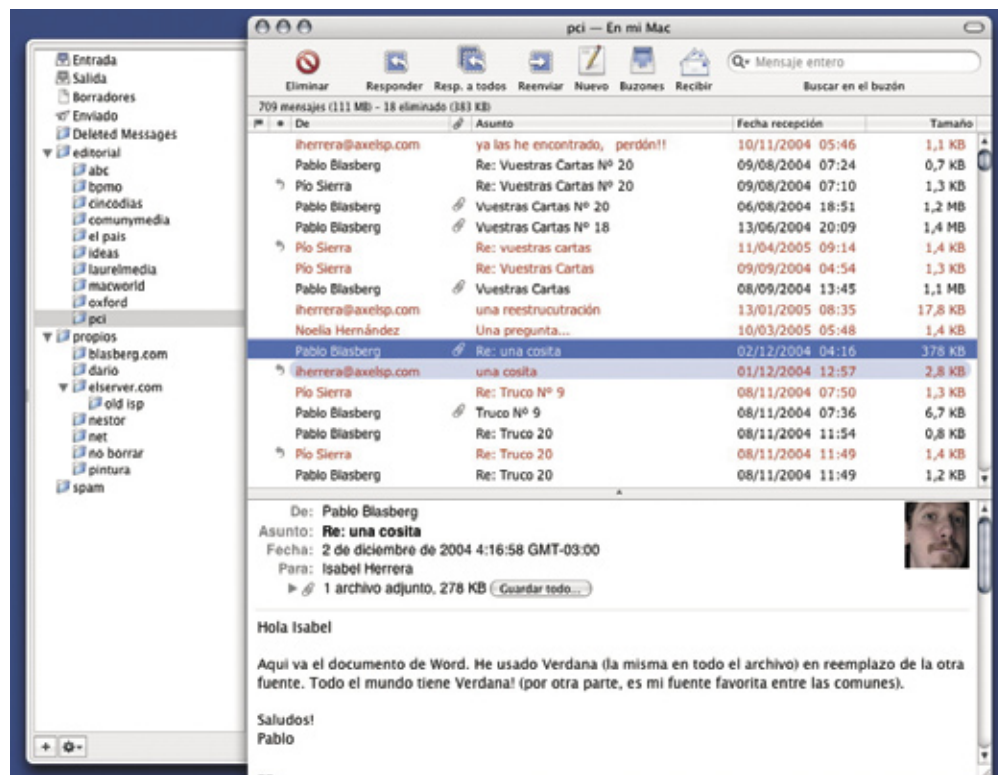 pci — En mi Mac
Entrada
Salida
Borradores
Enviado
Deleted Messages
editorial
abc
bpmo
cincodias
comunymedia
el pais
ideas
laurelmedia
macworld
oxford
pci
propios
blasberg.com
dario
elserver.com
old isp
nestor
net
no borrar
pintura
spam
Eliminar Responder Resp. a todos Reenviar Nuevo Buzones Recibir
Mensaje entero
Buscar en el buzón
709 mensajes (111 MB) - 18 eliminado (383 KB)
De Asunto Fecha recepción Tamaño
iherrera@axelsp.com ya las he encontrado, perdón!! 10/11/2004 05:46 1,1 KB
Pablo Blasberg Re: Vuestras Cartas Nº 20 09/08/2004 07:24 0,7 KB
Pío Sierra Re: Vuestras Cartas Nº 20 09/08/2004 07:10 1,3 KB
Pablo Blasberg Vuestras Cartas Nº 20 06/08/2004 18:51 1,2 MB
Pablo Blasberg Vuestras Cartas Nº 18 13/06/2004 20:09 1,4 MB
Pío Sierra Re: vuestras cartas 11/04/2005 09:14 1,4 KB
Pío Sierra Re: Vuestras Cartas 09/09/2004 04:54 1,3 KB
Pablo Blasberg Vuestras Cartas 08/09/2004 13:45 1,1 MB
iherrera@axelsp.com una reestrucutración 13/01/2005 08:35 17,8 KB
Noelia Hernández Una pregunta... 10/03/2005 05:48 1,4 KB
Pablo Blasberg Re: una cosita 02/12/2004 04:16 378 KB
iherrera@axelsp.com una cosita 01/12/2004 12:57 2,8 KB
Pío Sierra Re: Truco Nº 9 08/11/2004 07:50 1,3 KB
Pablo Blasberg Truco Nº 9 08/11/2004 07:36 6,7 KB
Pablo Blasberg Re: Truco 20 08/11/2004 11:54 0,8 KB
Pío Sierra Re: Truco 20 08/11/2004 11:49 1,4 KB
Pablo Blasberg Re: Truco 20 08/11/2004 11:49 1,2 KB
De: Pablo Blasberg
Asunto: Re: una cosita
Fecha: 2 de diciembre de 2004 4:16:58 GMT-03:00
Para: Isabel Herrera
1 archivo adjunto, 278 KB Guardar todo...
Hola Isabel
Aqui va el documento de Word. He usado Verdana (la misma en todo el archivo) en reemplazo de la otra
fuente. Todo el mundo tiene Verdana! (por otra parte, es mi fuente favorita entre las comunes).
Saludos!
Pablo